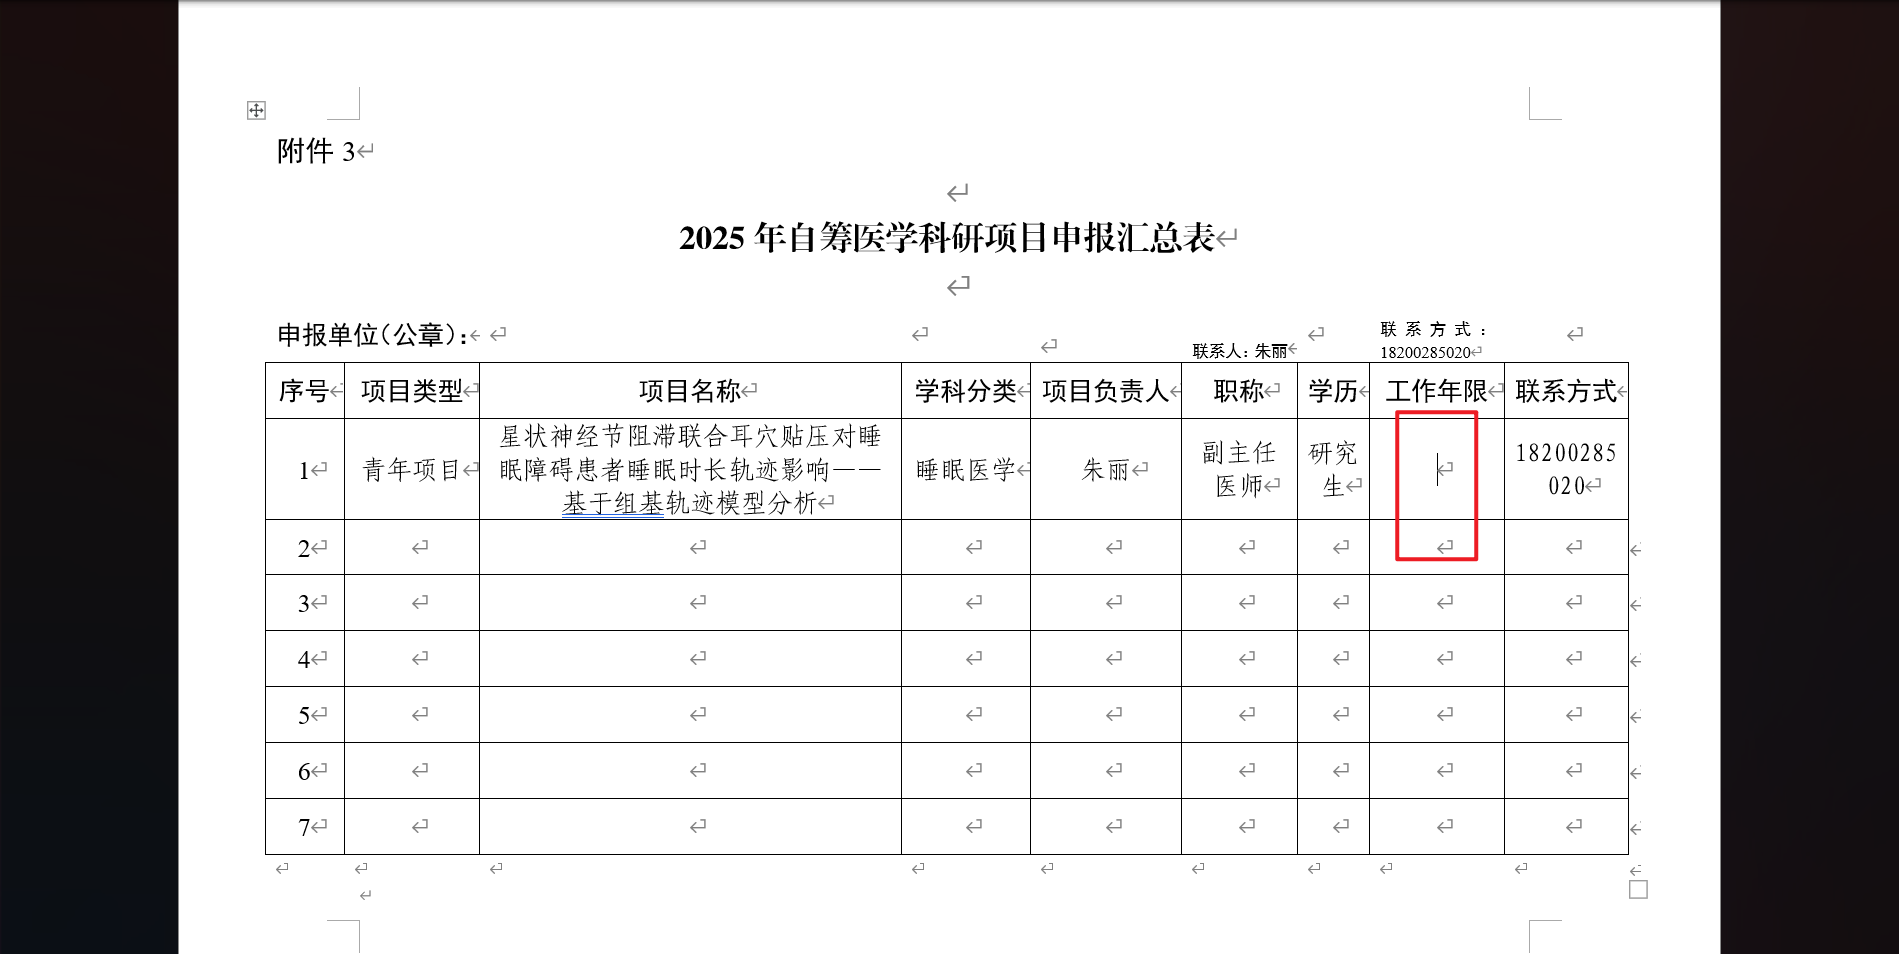 附件 3
2025 年自筹医学科研项目申报汇总表
申报单位（公章）：
联系人：朱丽
联系方式：
18200285020
序号 项目类型 项目名称 学科分类 项目负责人 职称 学历 工作年限 联系方式
1 青年项目
星状神经节阻滞联合耳穴贴压对睡
眠障碍患者睡眠时长轨迹影响——
基于组基轨迹模型分析
睡眠医学
朱丽
副主任
医师
研究
生
18200285
020
2
3
4
5
6
7